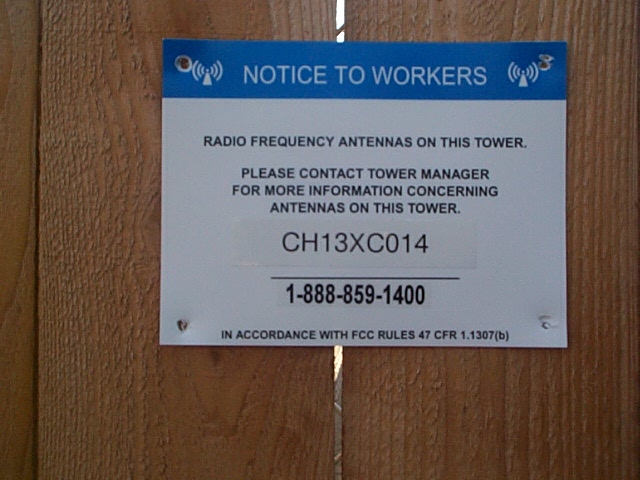 NOTICE TO WORKERS
RADIO FREQUENCY ANTENNAS ON THIS TOWER.
PLEASE CONTACT TOWER MANAGER
FOR MORE INFORMATION CONCERNING
ANTENNAS ON THIS TOWER.
CH13XC014
1-888-859-1400
IN ACCORDANCE WITH FCC RULES 47 CFR 1.1307(b)